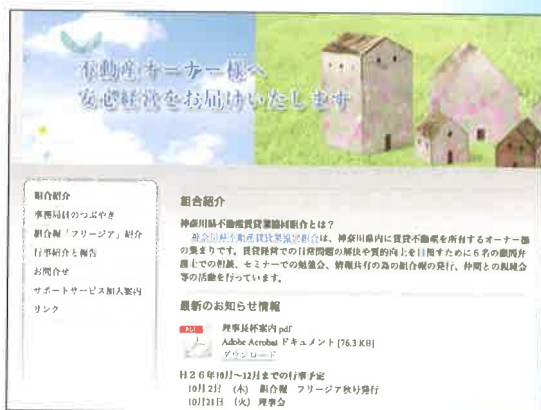 不動産オーナー様へ
安心経営をお届けいたします
組合紹介
事務局員のつぶやき
組合報「フリージア」紹介
行事紹介と報告
お問合せ
サポートサービス加入案内
リンク
組合紹介
神奈川県不動産賃貸業協同組合とは？
神奈川県不動産賃貸業協同組合は、神奈川県内に賃貸不動産を所有するオーナー様
の集まりです。賃貸経営での日常問題の解決や質的向上を目指すために6名の顧問弁
護士での相談、セミナーでの勉強会、情報共有の為の組合報の発行、仲間との親睦会
等の活動を行っています。
最新のお知らせ情報
PDF
理事長杯案内 pdf
Adobe Acrobat ドキュメント [76.3 KB]
ダウンロード
H26年10月～12月までの行事予定
10月2日 (木) 組合報 フリージア秋号発行
10月21日 (火) 理事会